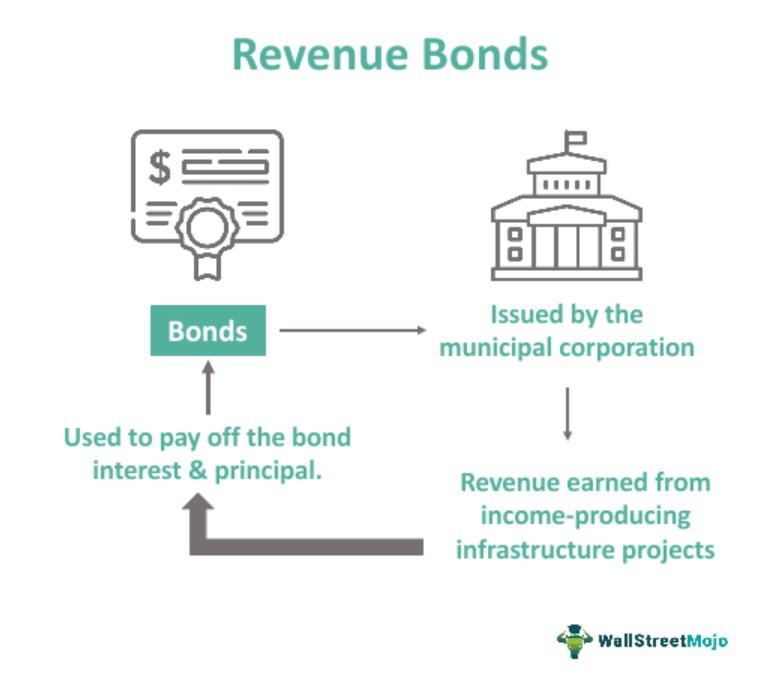 Revenue Bonds
$
Bonds
Issued by the
municipal corporation
Revenue earned from
income-producing
infrastructure projects
Used to pay off the bond
interest & principal.
WallStreetMojo